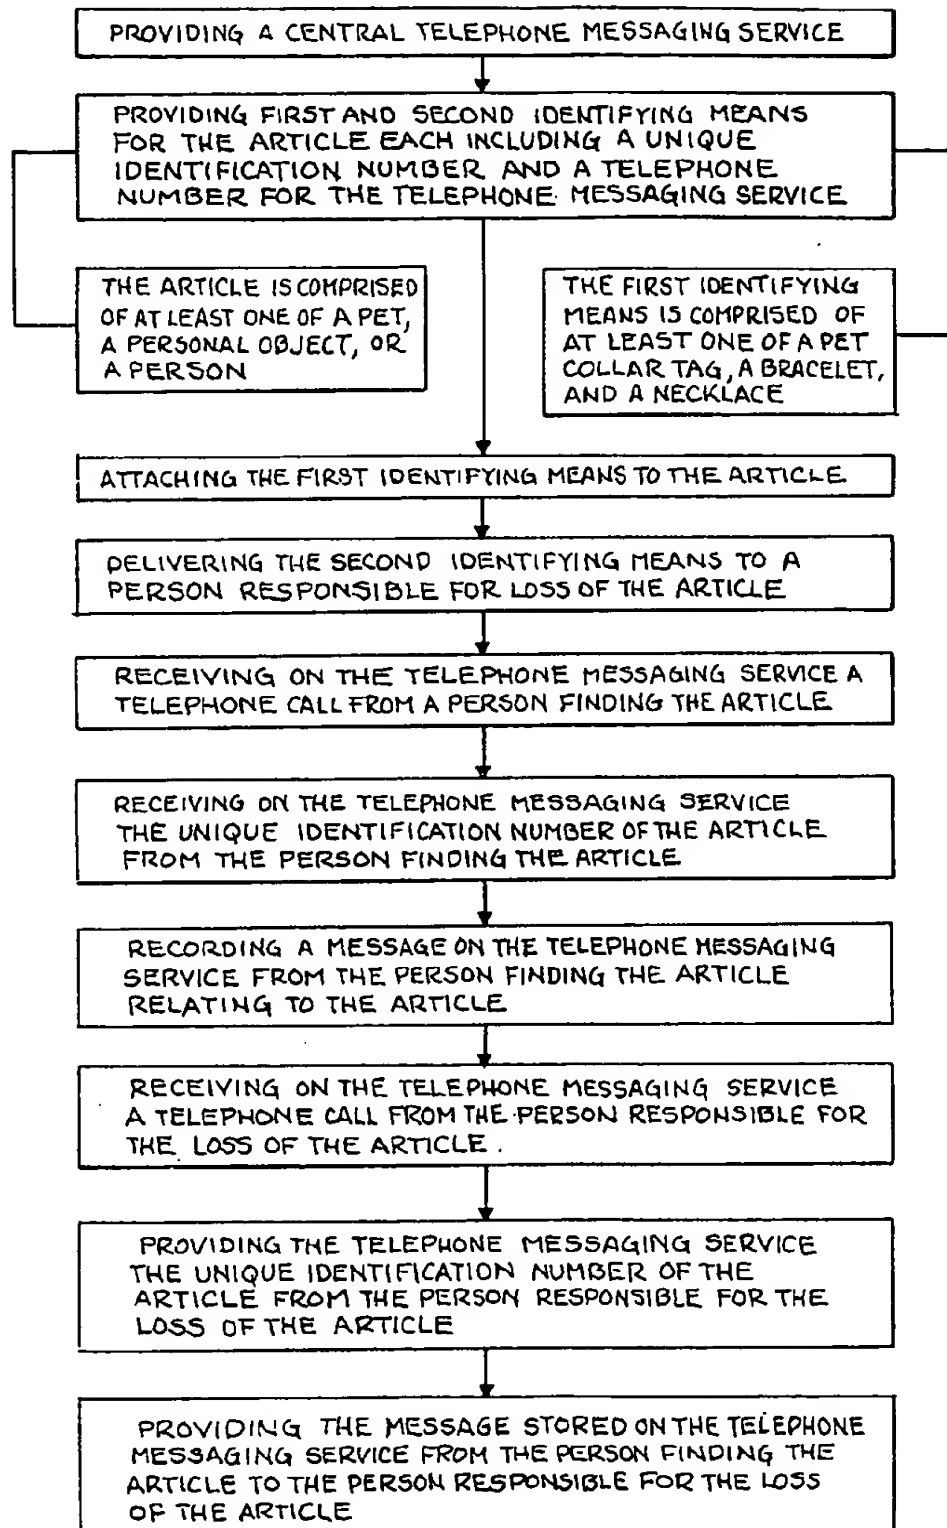 PROVIDING A CENTRAL TELEPHONE MESSAGING SERVICE
PROVIDING FIRST AND SECOND IDENTIFYING MEANS
FOR THE ARTICLE EACH INCLUDING A UNIQUE
IDENTIFICATION NUMBER AND A TELEPHONE
NUMBER FOR THE TELEPHONE MESSAGING SERVICE
THE ARTICLE IS COMPRISED
OF AT LEAST ONE OF A PET,
A PERSONAL OBJECT, OR
A PERSON
THE FIRST IDENTIFYING
MEANS IS COMPRISED OF
AT LEAST ONE OF A PET
COLLAR TAG, A BRACELET,
AND A NECKLACE
ATTACHING THE FIRST IDENTIFYING MEANS TO THE ARTICLE
DELIVERING THE SECOND IDENTIFYING MEANS TO A
PERSON RESPONSIBLE FOR LOSS OF THE ARTICLE
RECEIVING ON THE TELEPHONE MESSAGING SERVICE A
TELEPHONE CALL FROM A PERSON FINDING THE ARTICLE
RECEIVING ON THE TELEPHONE MESSAGING SERVICE
THE UNIQUE IDENTIFICATION NUMBER OF THE ARTICLE
FROM THE PERSON FINDING THE ARTICLE
RECORDING A MESSAGE ON THE TELEPHONE MESSAGING
SERVICE FROM THE PERSON FINDING THE ARTICLE
RELATING TO THE ARTICLE
RECEIVING ON THE TELEPHONE MESSAGING SERVICE
A TELEPHONE CALL FROM THE PERSON RESPONSIBLE FOR
THE LOSS OF THE ARTICLE.
PROVIDING THE TELEPHONE MESSAGING SERVICE
THE UNIQUE IDENTIFICATION NUMBER OF THE
ARTICLE FROM THE PERSON RESPONSIBLE FOR THE
LOSS OF THE ARTICLE
PROVIDING THE MESSAGE STORED ON THE TELEPHONE
MESSAGING SERVICE FROM THE PERSON FINDING THE
ARTICLE TO THE PERSON RESPONSIBLE FOR THE LOSS
OF THE ARTICLE